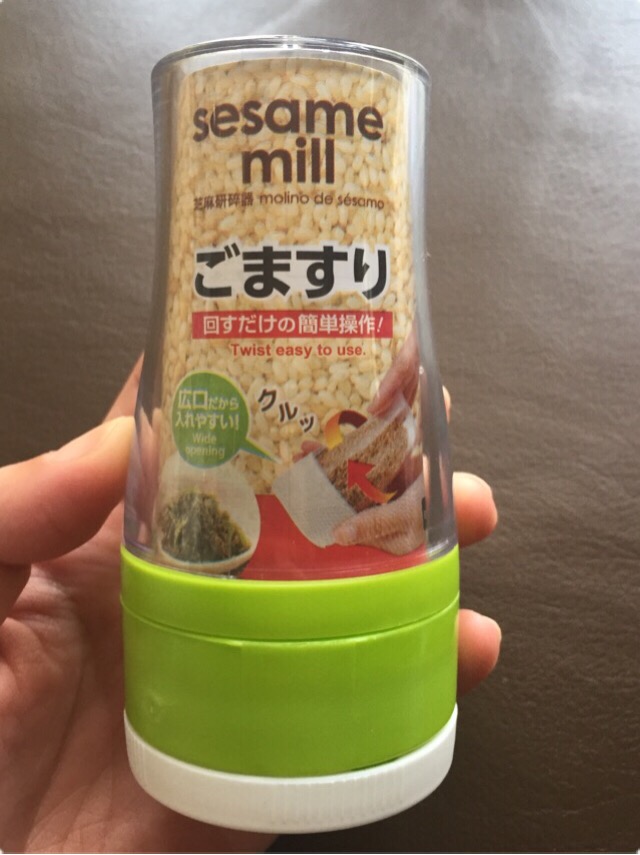 sesame
mill
芝麻研碎器 molino de sésamo
ごますり
回すだけの簡単操作!
Twist easy to use.
広口だから
入れやすい!
Wide
opening
クルッ